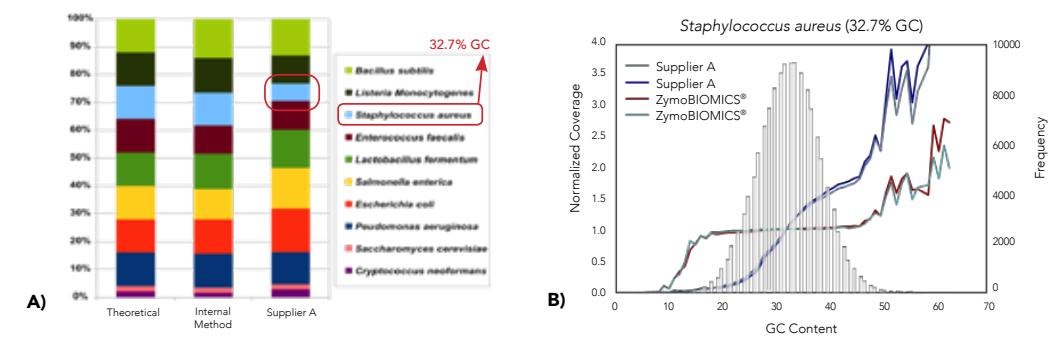 100%
90%
80%
70%
60%
50%
40%
30%
20%
10%
0%
Theoretical
Internal
Method
Supplier A
A)
32.7% GC
Bacillus subtilis
Listeria Monocytogenes
Staphylococcus aureus
Enterococcus faecalis
Lactobacillus fermentum
Salmonella enterica
Escherichia coli
Peudomonas aeruginosa
Saccharomyces cerevisiae
Cryptococcus neoformans
Staphylococcus aureus (32.7% GC)
Normalized Coverage
4.0
3.5
3.0
2.5
2.0
1.5
1.0
0.5
0.0
Supplier A
Supplier A
ZymoBIOMICS®
ZymoBIOMICS®
10000
8000
6000
4000
2000
0
Frequency
0 10 20 30 40 50 60 70
GC Content
B)